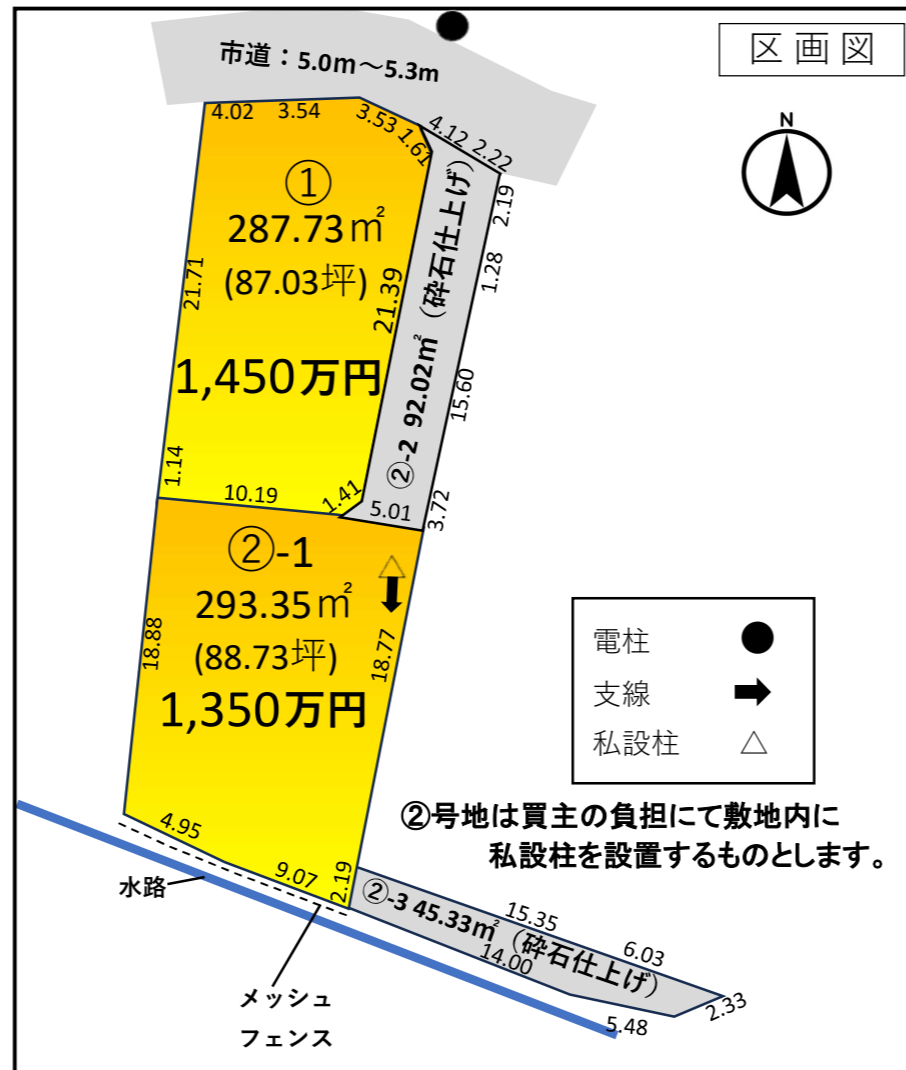 区画図
市道：5.0m～5.3m
N
4.02
3.54
3.53
1.61
4.12
2.22
2.19
1.28
15.60
3.72
①
287.73㎡
(87.03坪)
1,450万円
21.71
21.39
1.14
10.19
1.41
5.01
②-2 92.02㎡（砕石仕上げ）
②-1
293.35㎡
(88.73坪)
1,350万円
18.88
18.77
4.95
9.07
2.19
電柱
支線
私設柱
②号地は買主の負担にて敷地内に
私設柱を設置するものとします。
②-3 45.33㎡（砕石仕上げ）
15.35
6.03
14.00
2.33
5.48
水路
メッシュ
フェンス